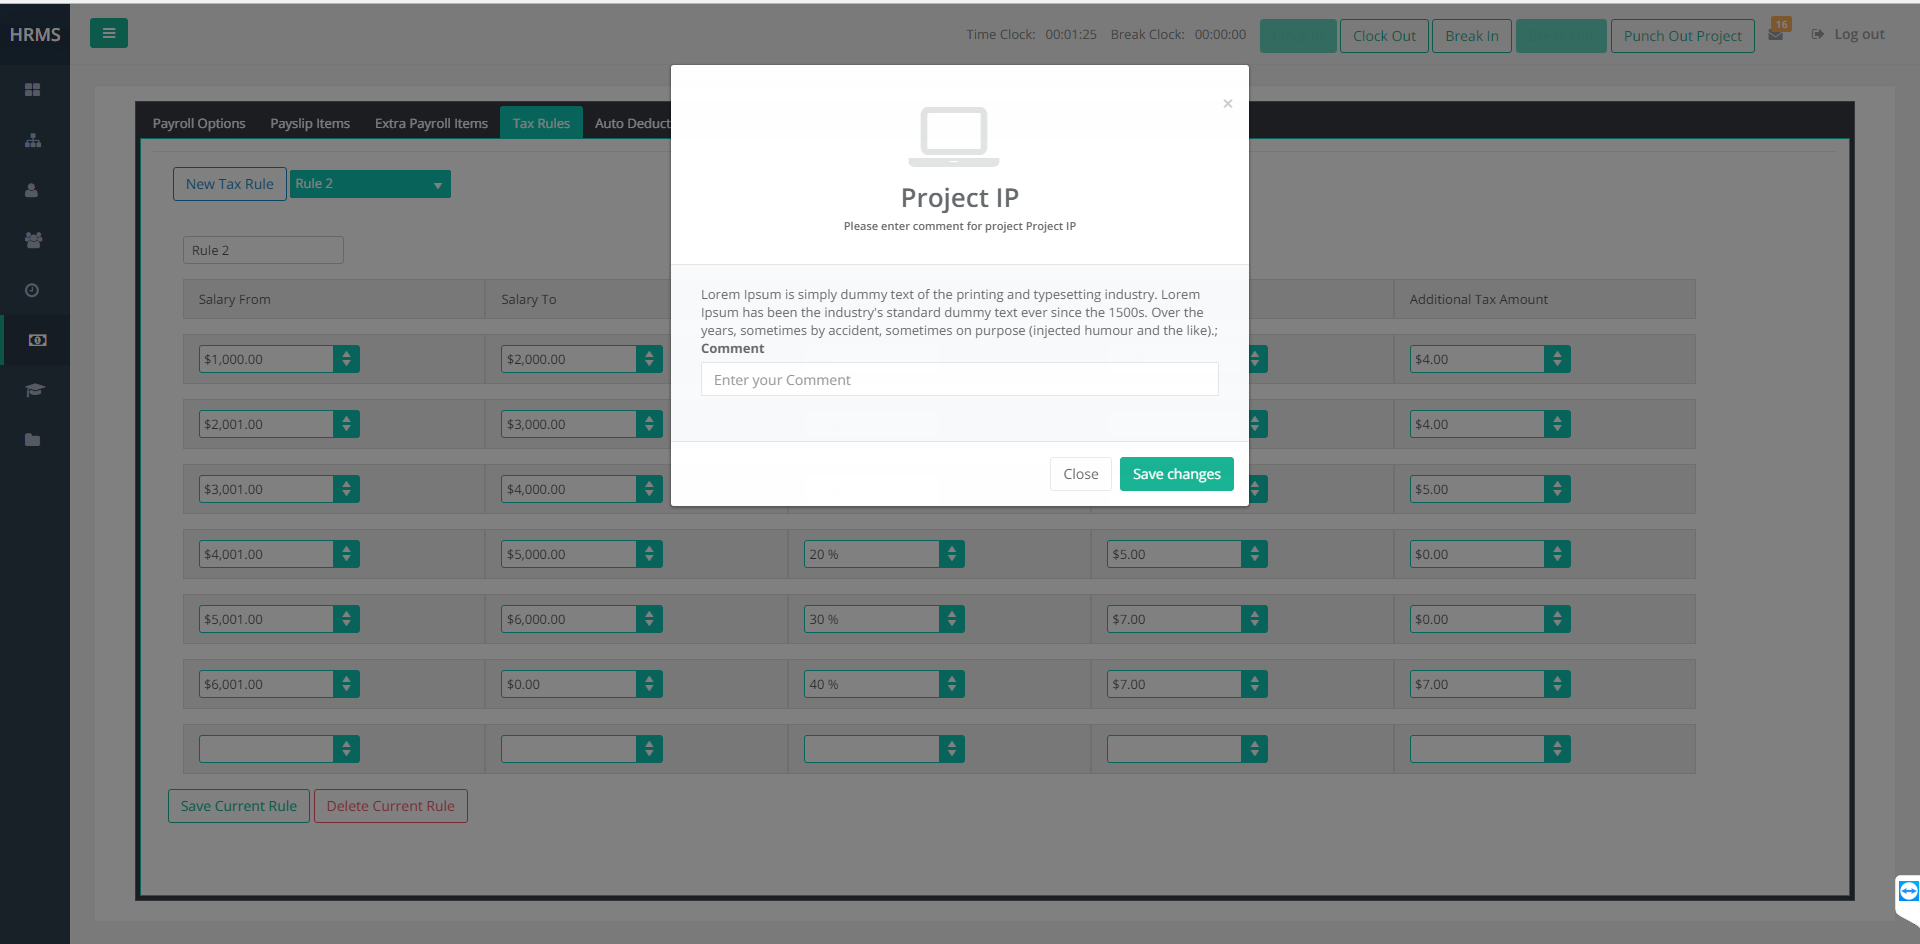 HRMS
Time Clock: 00:01:25 Break Clock: 00:00:00 Clock Out Break In Punch Out Project 16 Log out
Payroll Options Payslip Items Extra Payroll Items Tax Rules Auto Deduct
×
Project IP
Please enter comment for project Project IP
Lorem Ipsum is simply dummy text of the printing and typesetting industry. Lorem
Ipsum has been the industry's standard dummy text ever since the 1500s. Over the
years, sometimes by accident, sometimes on purpose (injected humour and the like).;
Comment
Enter your Comment
Close Save changes
New Tax Rule Rule 2
Rule 2
Salary From Salary To Additional Tax Amount
$1,000.00 $2,000.00 $4.00
$2,001.00 $3,000.00 $4.00
$3,001.00 $4,000.00 $5.00
$4,001.00 $5,000.00 20 % $5.00 $0.00
$5,001.00 $6,000.00 30 % $7.00 $0.00
$6,001.00 $0.00 40 % $7.00 $7.00
Save Current Rule Delete Current Rule